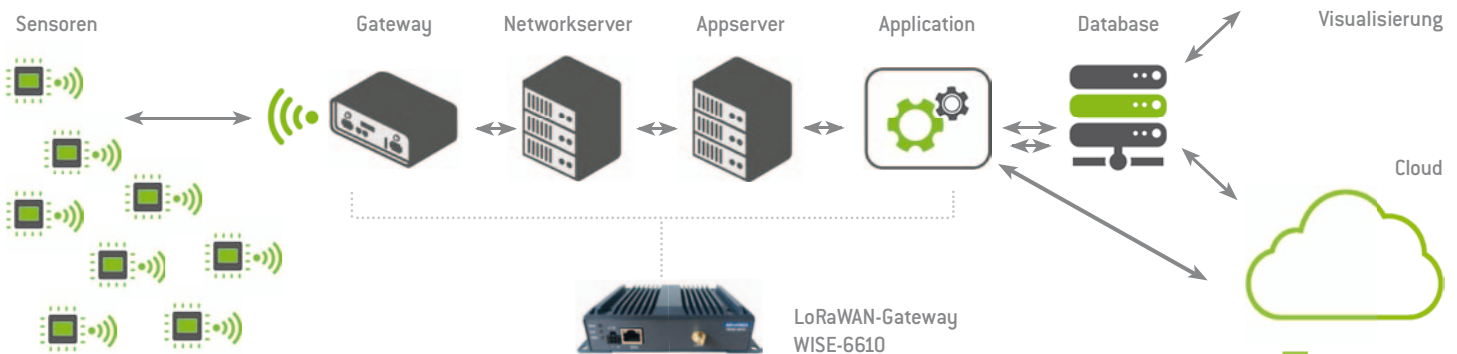 Sensoren
Gateway
Networkserver
Appserver
Application
Database
Visualisierung
Cloud
LoRaWAN-Gateway
WISE-6610